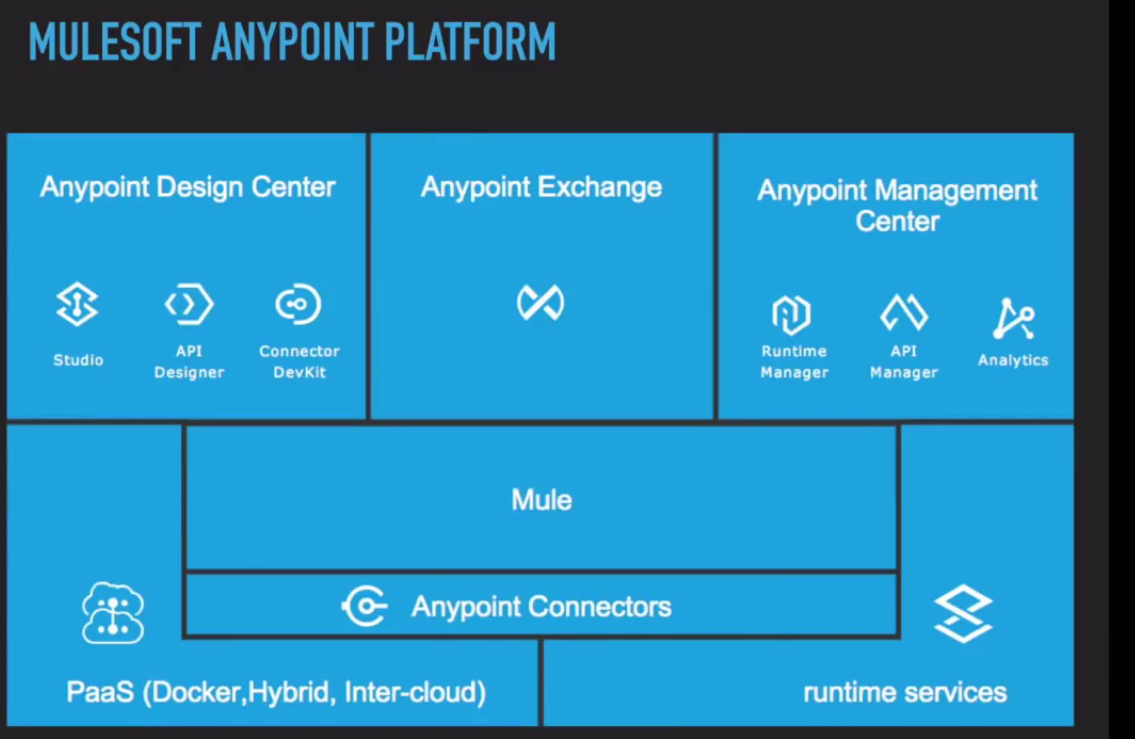 MULESOFT ANYPOINT PLATFORM
Anypoint Design Center
Studio
API
Designer
Connector
DevKit
Anypoint Exchange
Anypoint Management
Center
Runtime
Manager
API
Manager
Analytics
Mule
Anypoint Connectors
PaaS (Docker,Hybrid, Inter-cloud)
runtime services